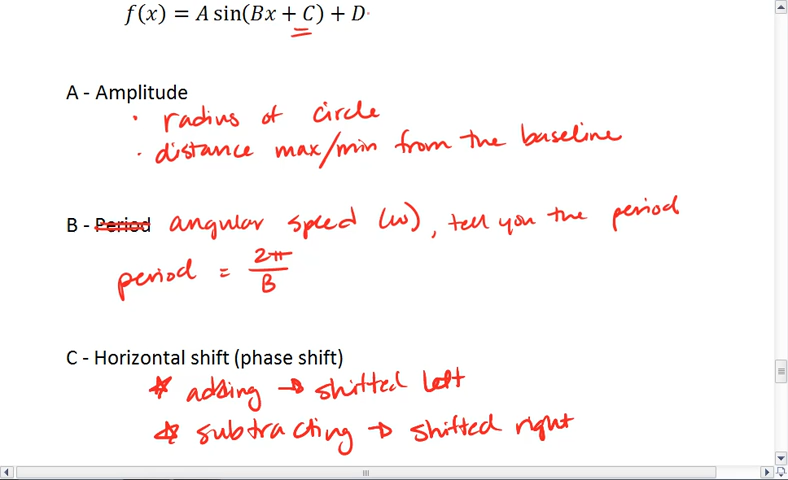 f(x) = A sin(Bx + C) + D
A - Amplitude
· radius of circle
· distance max/min from the baseline
B - Period angular speed (ω), tell you the period
period = 2π/B
C - Horizontal shift (phase shift)
* adding → shifted left
* subtracting → shifted right